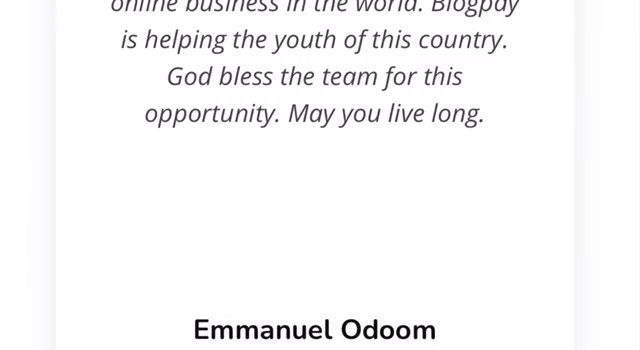 online business in the world. Blogpay
is helping the youth of this country.
God bless the team for this
opportunity. May you live long.
Emmanuel Odoom